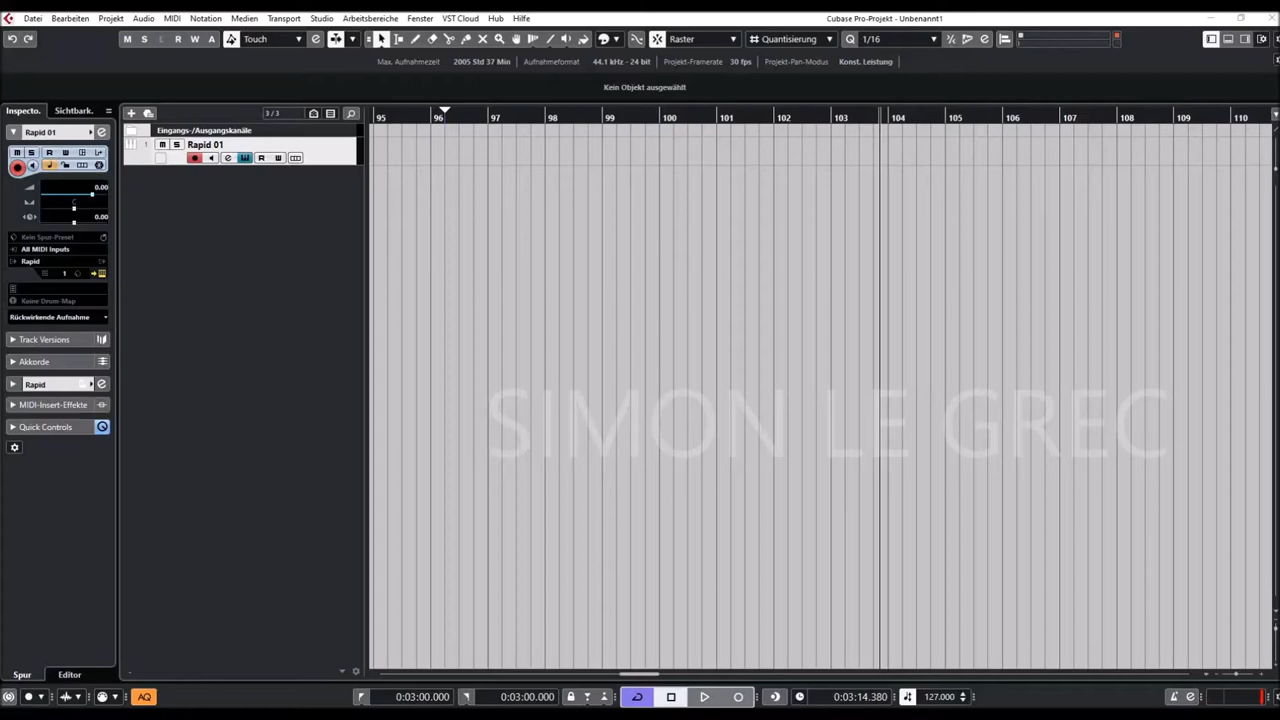 Cubase Pro-Projekt - Unbenannt1
Datei Bearbeiten Projekt Audio MIDI Notation Medien Transport Studio Arbeitsbereiche Fenster VST Cloud Hub Hilfe
M S L R W A Touch Raster Quantisierung Q 1/16
Max. Aufnahmezeit 2005 Std 37 Min Aufnahmeformat 44.1 kHz - 24 bit Projekt-Framerate 30 fps Projekt-Pan-Modus Konst. Leistung
Kein Objekt ausgewählt
Inspecto. Sichtbark. 3 / 3
95 96 97 98 99 100 101 102 103 104 105 106 107 108 109 110
Rapid 01
Eingangs-/Ausgangskanäle
1 M S Rapid 01
M S R W
R W
0.00
C
0.00
Kein Spur-Preset
All MIDI Inputs
Rapid
1
Keine Drum-Map
Rückwirkende Aufnahme
Track Versions
Akkorde
Rapid
MIDI-Insert-Effekte
Quick Controls
SIMON LE GREC
Spur Editor
AQ 0:03:00.000 0:03:00.000 0:03:14.380 127.000